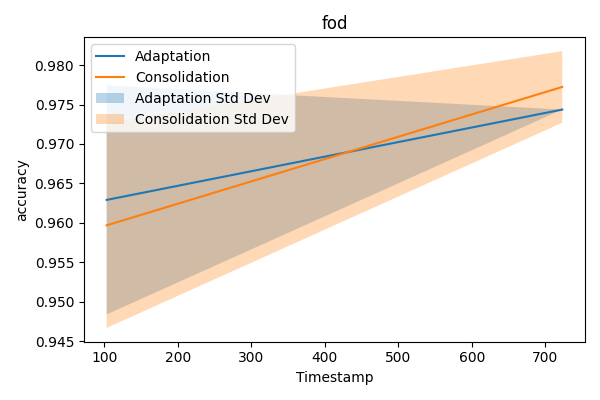 fod
Adaptation
Consolidation
Adaptation Std Dev
Consolidation Std Dev
accuracy
0.980
0.975
0.970
0.965
0.960
0.955
0.950
0.945
100 200 300 400 500 600 700
Timestamp